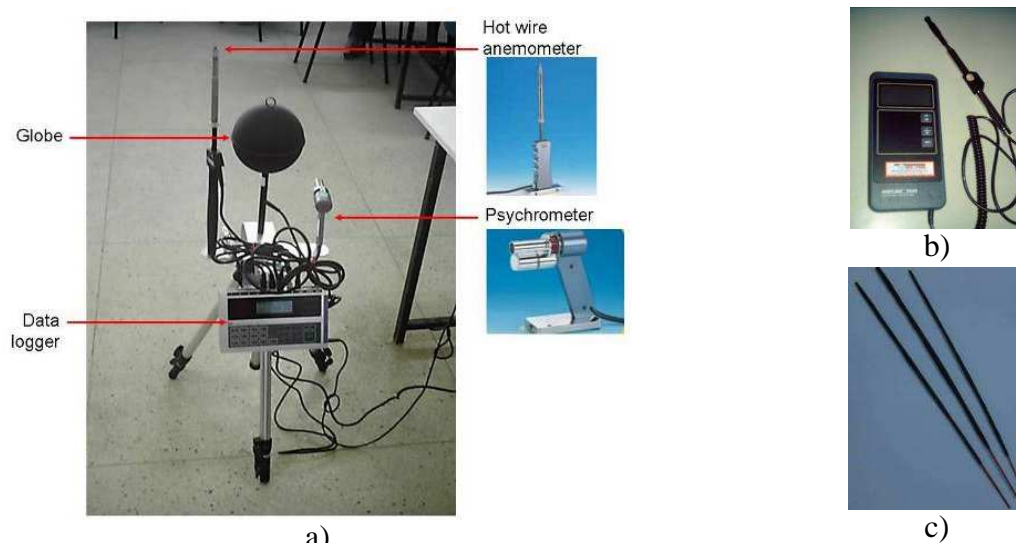 Hot wire
anemometer
Globe
Psychrometer
Data
logger
a)
b)
c)